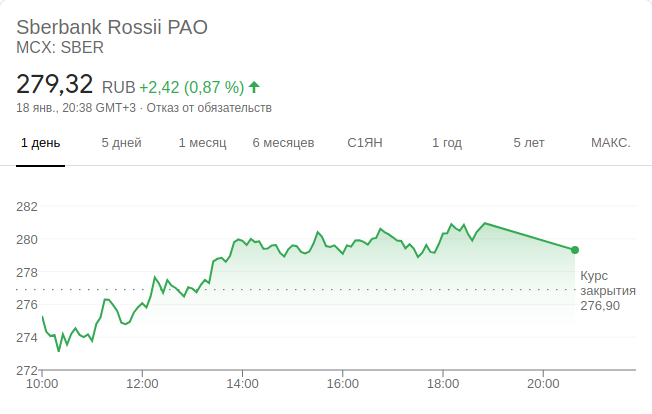 Sberbank Rossii PAO
MCX: SBER
279,32 RUB +2,42 (0,87 %)
18 янв., 20:38 GMT+3 · Отказ от обязательств
1 день 5 дней 1 месяц 6 месяцев С1ЯН 1 год 5 лет МАКС.
282
280
278
276
274
272
Курс
закрытия
276,90
10:00 12:00 14:00 16:00 18:00 20:00